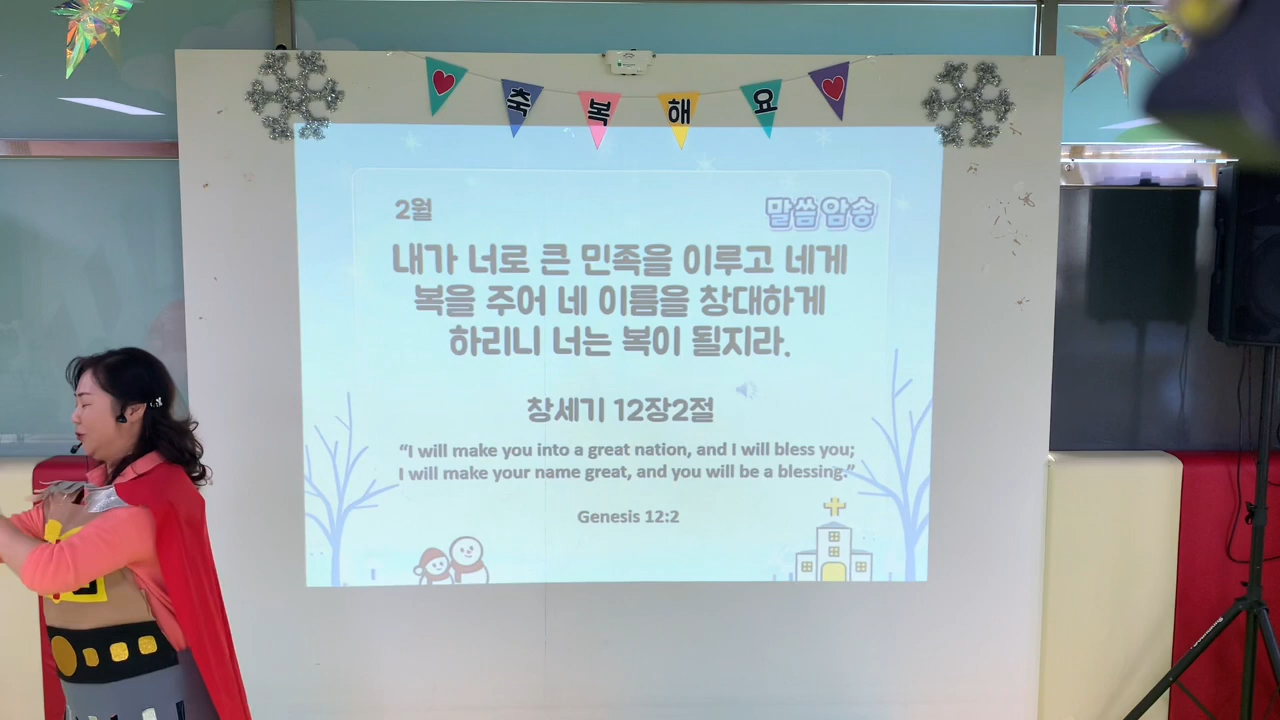 축복해요
2월
말씀암송
내가 너로 큰 민족을 이루고 네게
복을 주어 네 이름을 창대하게
하리니 너는 복이 될지라.
창세기 12장2절
“I will make you into a great nation, and I will bless you;
I will make your name great, and you will be a blessing.”
Genesis 12:2